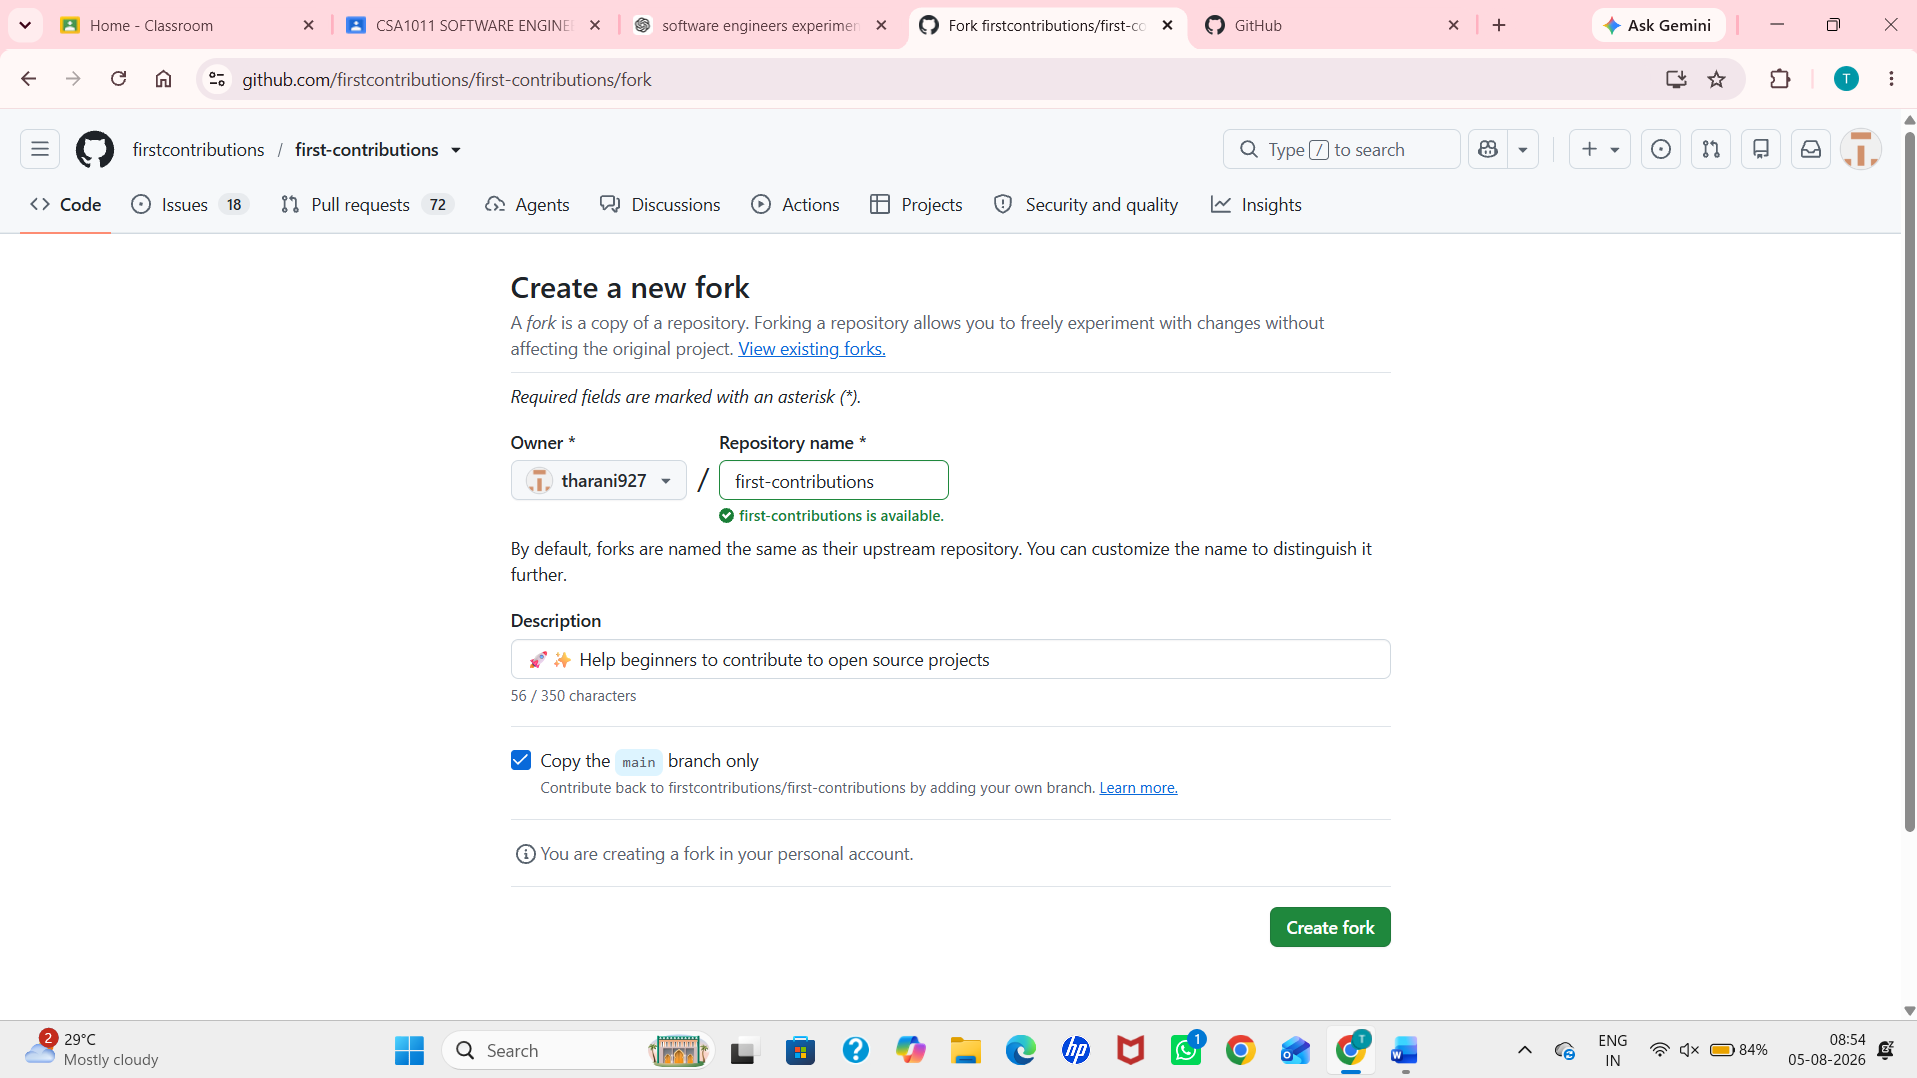 Home - Classroom
CSA1011 SOFTWARE ENGINE
software engineers experimen
Fork firstcontributions/first-co
GitHub
Ask Gemini
github.com/firstcontributions/first-contributions/fork
T
firstcontributions / first-contributions
Type / to search
Code
Issues 18
Pull requests 72
Agents
Discussions
Actions
Projects
Security and quality
Insights
Create a new fork
A fork is a copy of a repository. Forking a repository allows you to freely experiment with changes without
affecting the original project. View existing forks.
Required fields are marked with an asterisk (*).
Owner *
Repository name *
tharani927 / first-contributions
first-contributions is available.
By default, forks are named the same as their upstream repository. You can customize the name to distinguish it
further.
Description
🚀✨ Help beginners to contribute to open source projects
56 / 350 characters
Copy the main branch only
Contribute back to firstcontributions/first-contributions by adding your own branch. Learn more.
You are creating a fork in your personal account.
Create fork
2
29°C
Mostly cloudy
Search
hp
1
T
W
ENG
IN
84%
08:54
05-08-2026